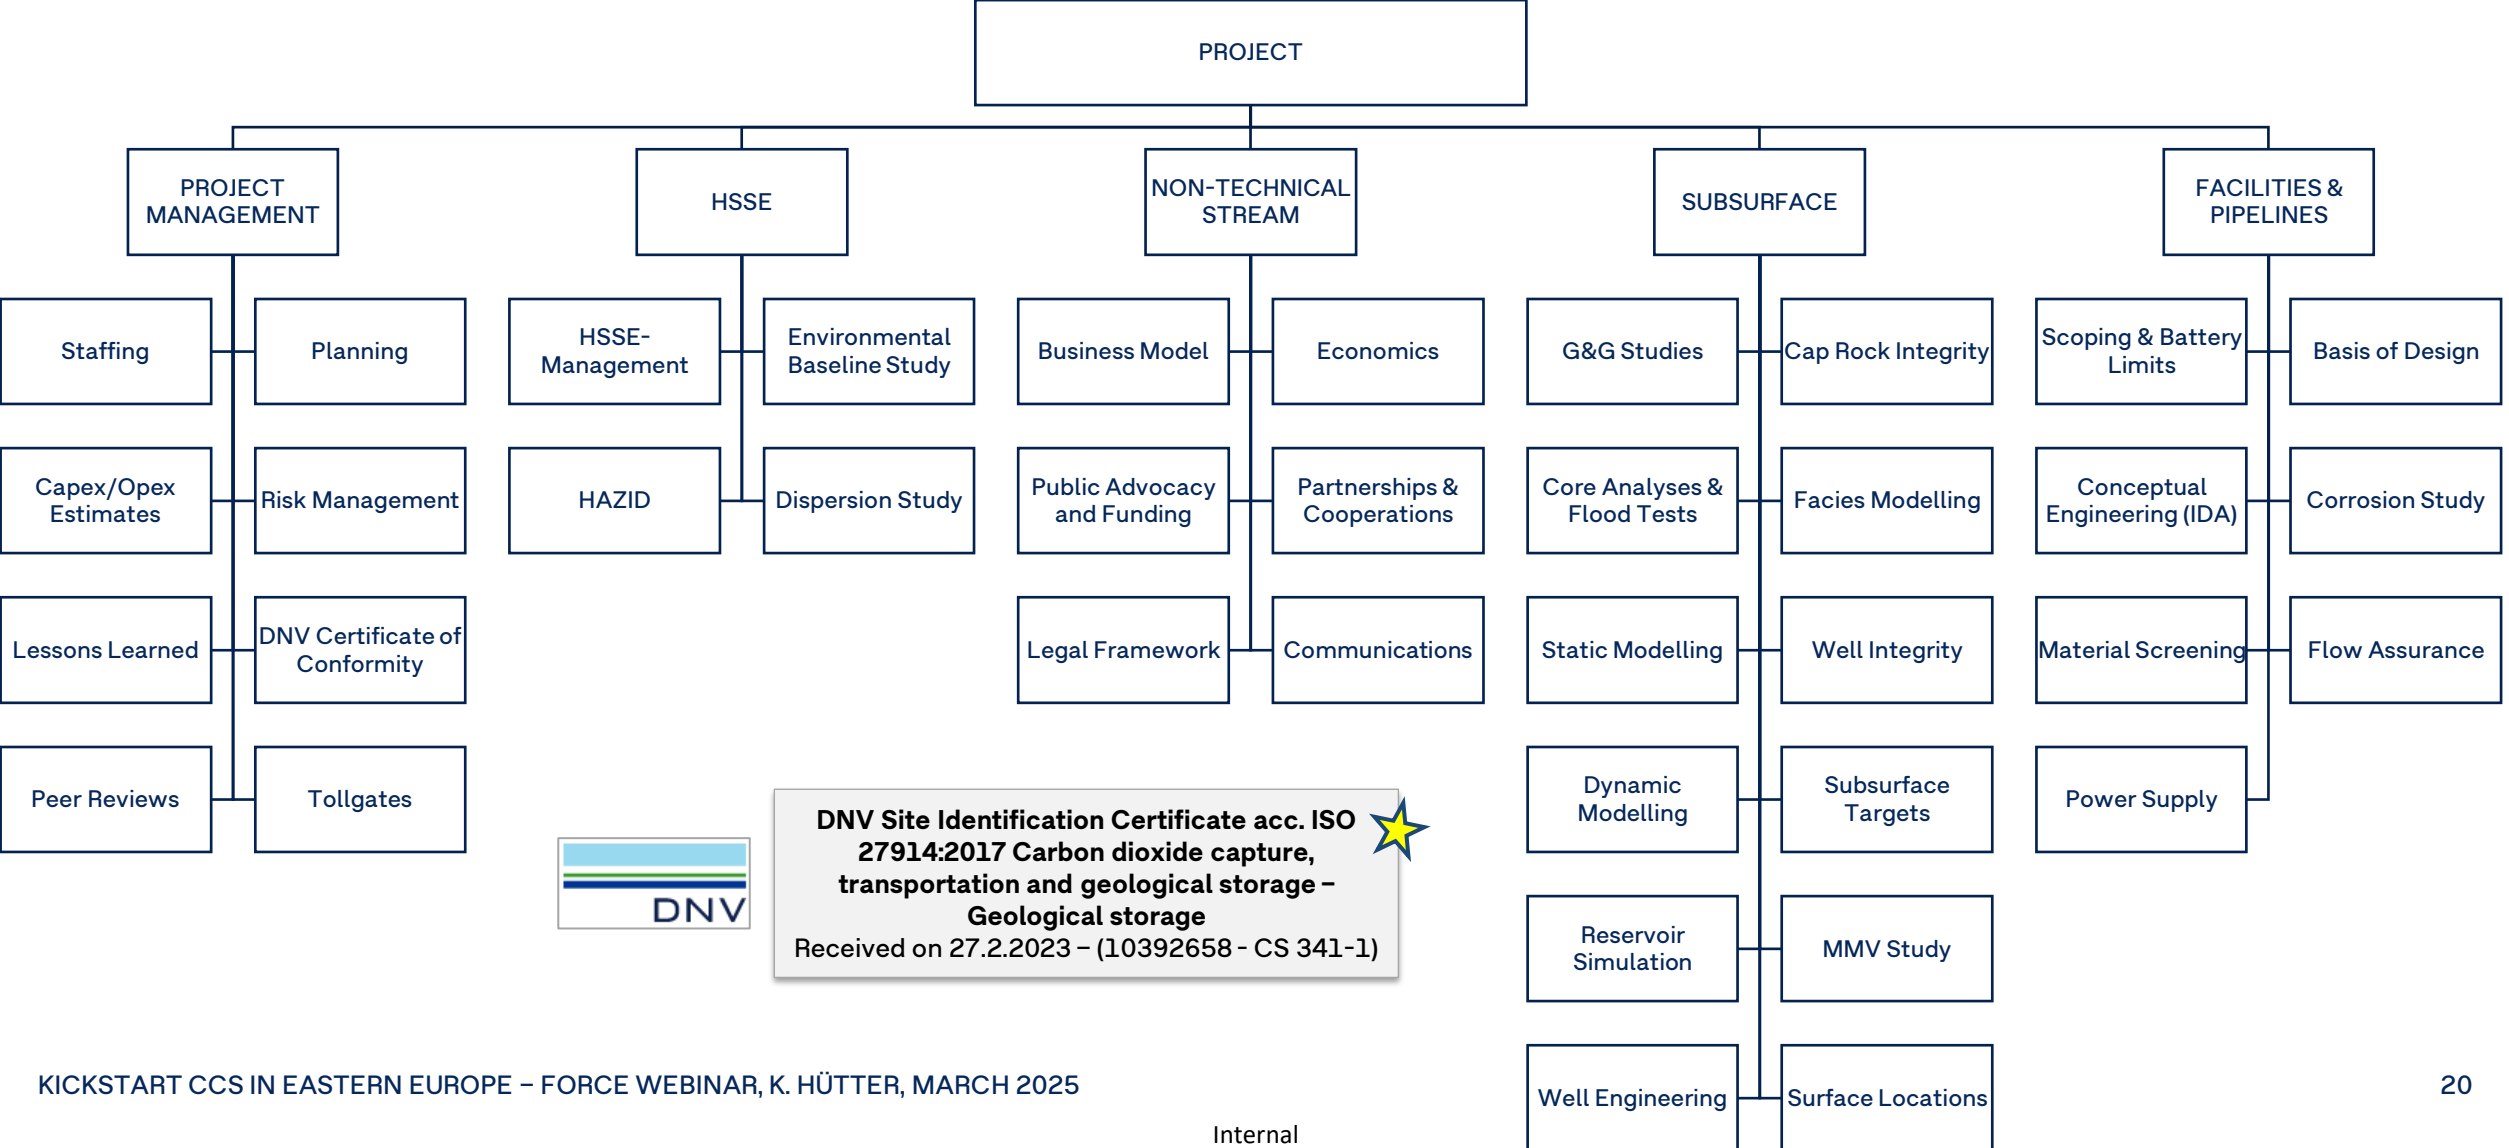 PROJECT
PROJECT
MANAGEMENT
HSSE
NON-TECHNICAL
STREAM
SUBSURFACE
FACILITIES &
PIPELINES
Staffing
Planning
HSSE-
Management
Environmental
Baseline Study
Business Model
Economics
G&G Studies
Cap Rock Integrity
Scoping & Battery
Limits
Basis of Design
Capex/Opex
Estimates
Risk Management
HAZID
Dispersion Study
Public Advocacy
and Funding
Partnerships &
Cooperations
Core Analyses &
Flood Tests
Facies Modelling
Conceptual
Engineering (IDA)
Corrosion Study
Lessons Learned
DNV Certificate of
Conformity
Legal Framework
Communications
Static Modelling
Well Integrity
Material Screening
Flow Assurance
Peer Reviews
Tollgates
Dynamic
Modelling
Subsurface
Targets
Power Supply
DNV
DNV Site Identification Certificate acc. ISO
27914:2017 Carbon dioxide capture,
transportation and geological storage –
Geological storage
Received on 27.2.2023 – (10392658 - CS 341-1)
Reservoir
Simulation
MMV Study
Well Engineering
Surface Locations
KICKSTART CCS IN EASTERN EUROPE – FORCE WEBINAR, K. HÜTTER, MARCH 2025
20
Internal